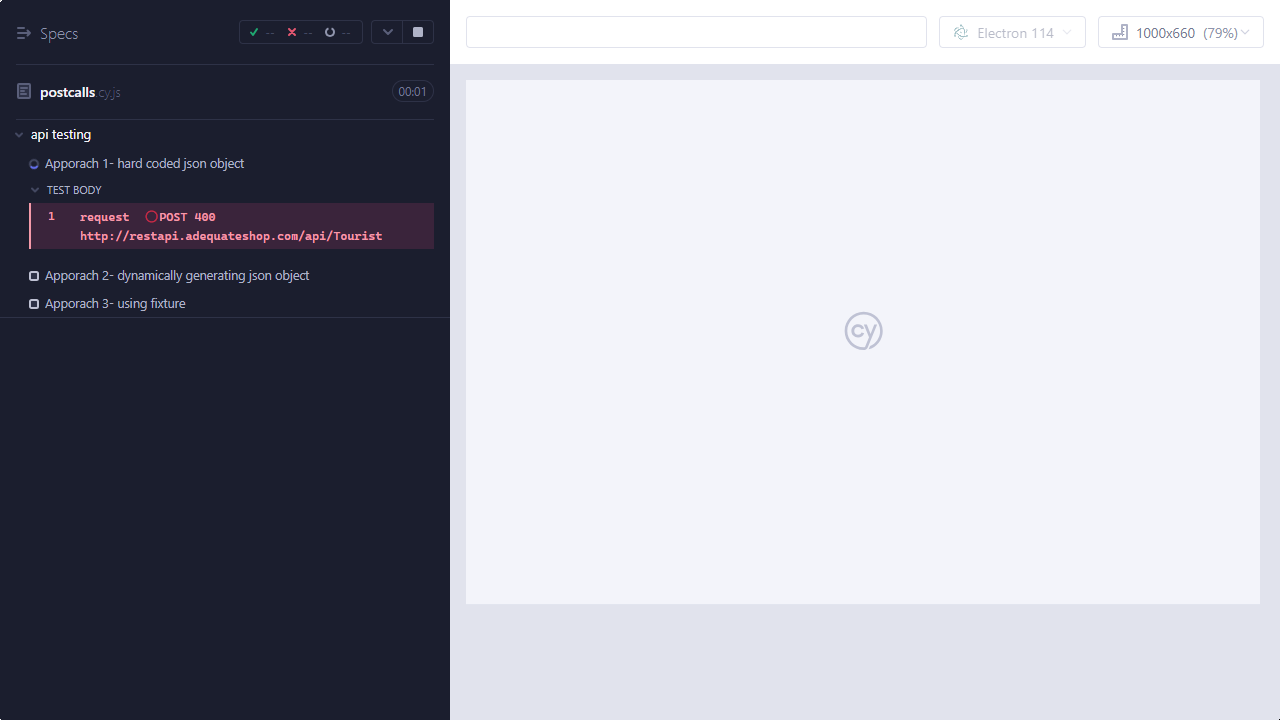 Specs
-- -- --
Electron 114
1000x660 (79%)
postcalls cy.js
00:01
api testing
Apporach 1- hard coded json object
TEST BODY
1 request POST 400
http://restapi.adequateshop.com/api/Tourist
Apporach 2- dynamically generating json object
Apporach 3- using fixture
cy